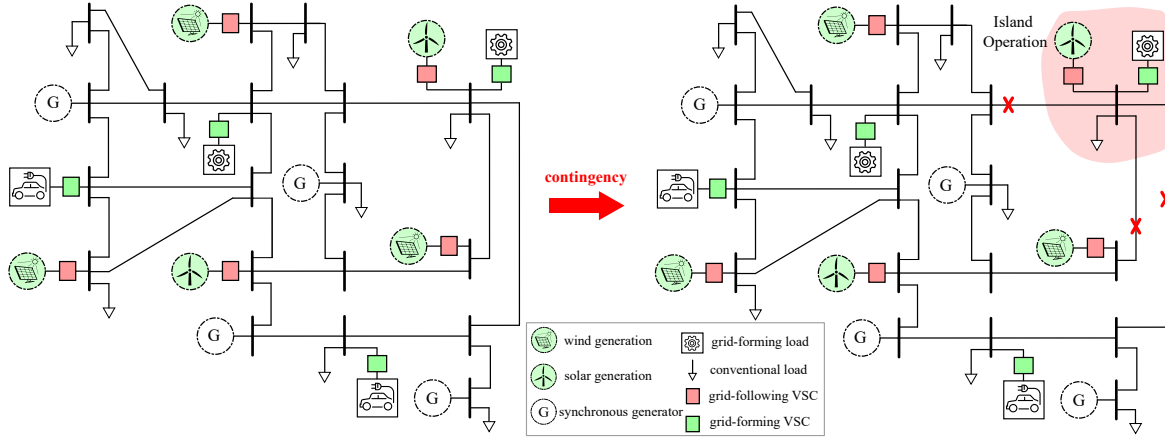 Island
Operation
G
G
G
G
contingency
G
G
G
G
wind generation
grid-forming load
solar generation
conventional load
G
synchronous generator
grid-following VSC
grid-forming VSC